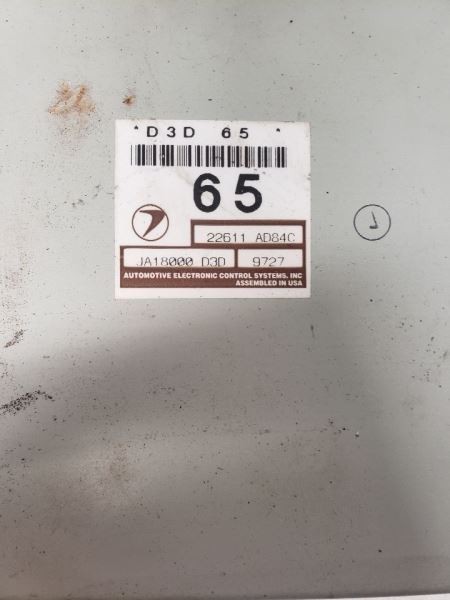 *D3D 65 *
65
22611 AD84C
JA18000 D3D 9727
AUTOMOTIVE ELECTRONIC CONTROL SYSTEMS, INC
ASSEMBLED IN USA